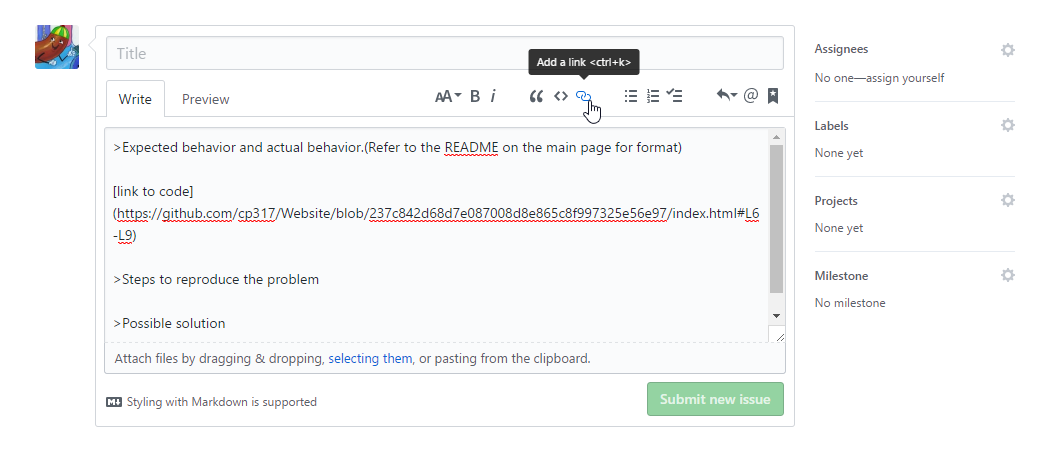 Title
Add a link <ctrl+k>
Write Preview AA B i @
>Expected behavior and actual behavior.(Refer to the README on the main page for format)
[link to code]
(https://github.com/cp317/Website/blob/237c842d68d7e087008d8e865c8f997325e56e97/index.html#L6
-L9)
>Steps to reproduce the problem
>Possible solution
Attach files by dragging & dropping, selecting them, or pasting from the clipboard.
Styling with Markdown is supported
Submit new issue
Assignees
No one—assign yourself
Labels
None yet
Projects
None yet
Milestone
No milestone